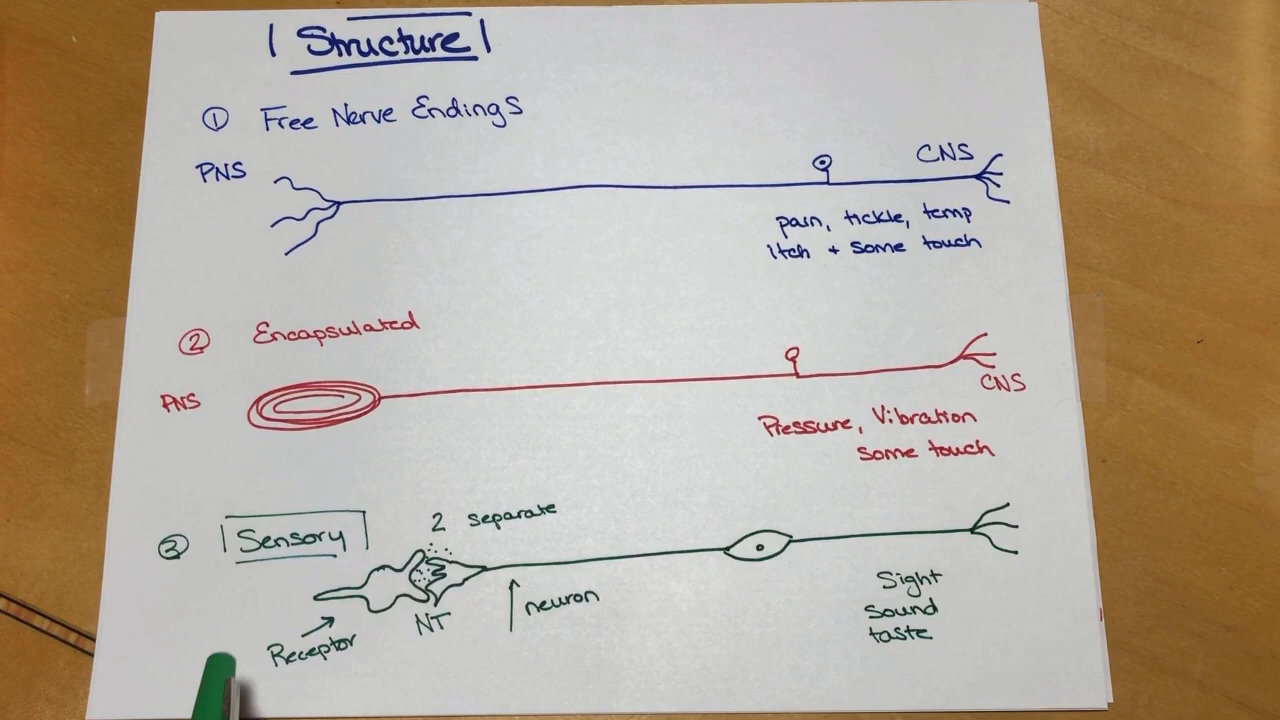 Structure
① Free Nerve Endings
PNS
CNS
pain, tickle, temp
itch + some touch
② Encapsulated
PNS
CNS
Pressure, Vibration
some touch
③ Sensory
2 separate
Receptor
NT
neuron
Sight
Sound
taste